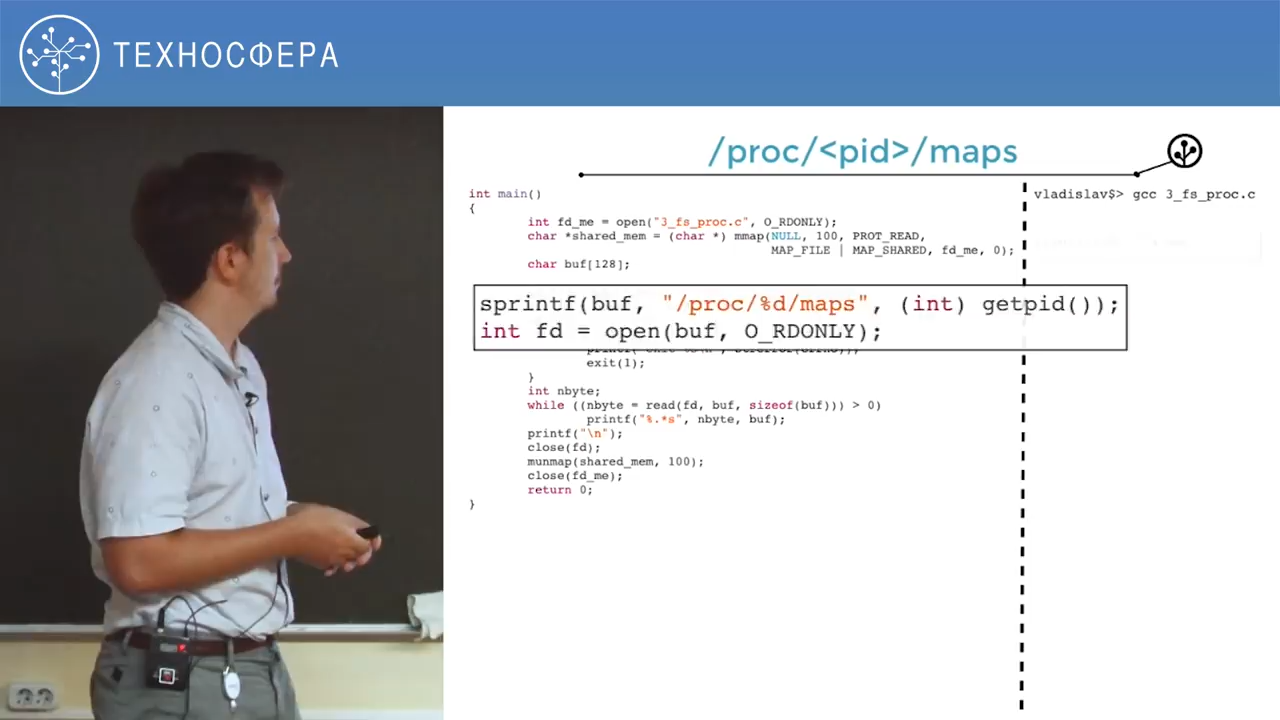 ТЕХНОСФЕРА
/proc/<pid>/maps
int main()
{
int fd_me = open("3_fs_proc.c", O_RDONLY);
char *shared_mem = (char *) mmap(NULL, 100, PROT_READ,
MAP_FILE | MAP_SHARED, fd_me, 0);
char buf[128];
sprintf(buf, "/proc/%d/maps", (int) getpid());
int fd = open(buf, O_RDONLY);
exit(1);
}
int nbyte;
while ((nbyte = read(fd, buf, sizeof(buf))) > 0)
printf("%.*s", nbyte, buf);
printf("\n");
close(fd);
munmap(shared_mem, 100);
close(fd_me);
return 0;
}
vladislav$> gcc 3_fs_proc.c